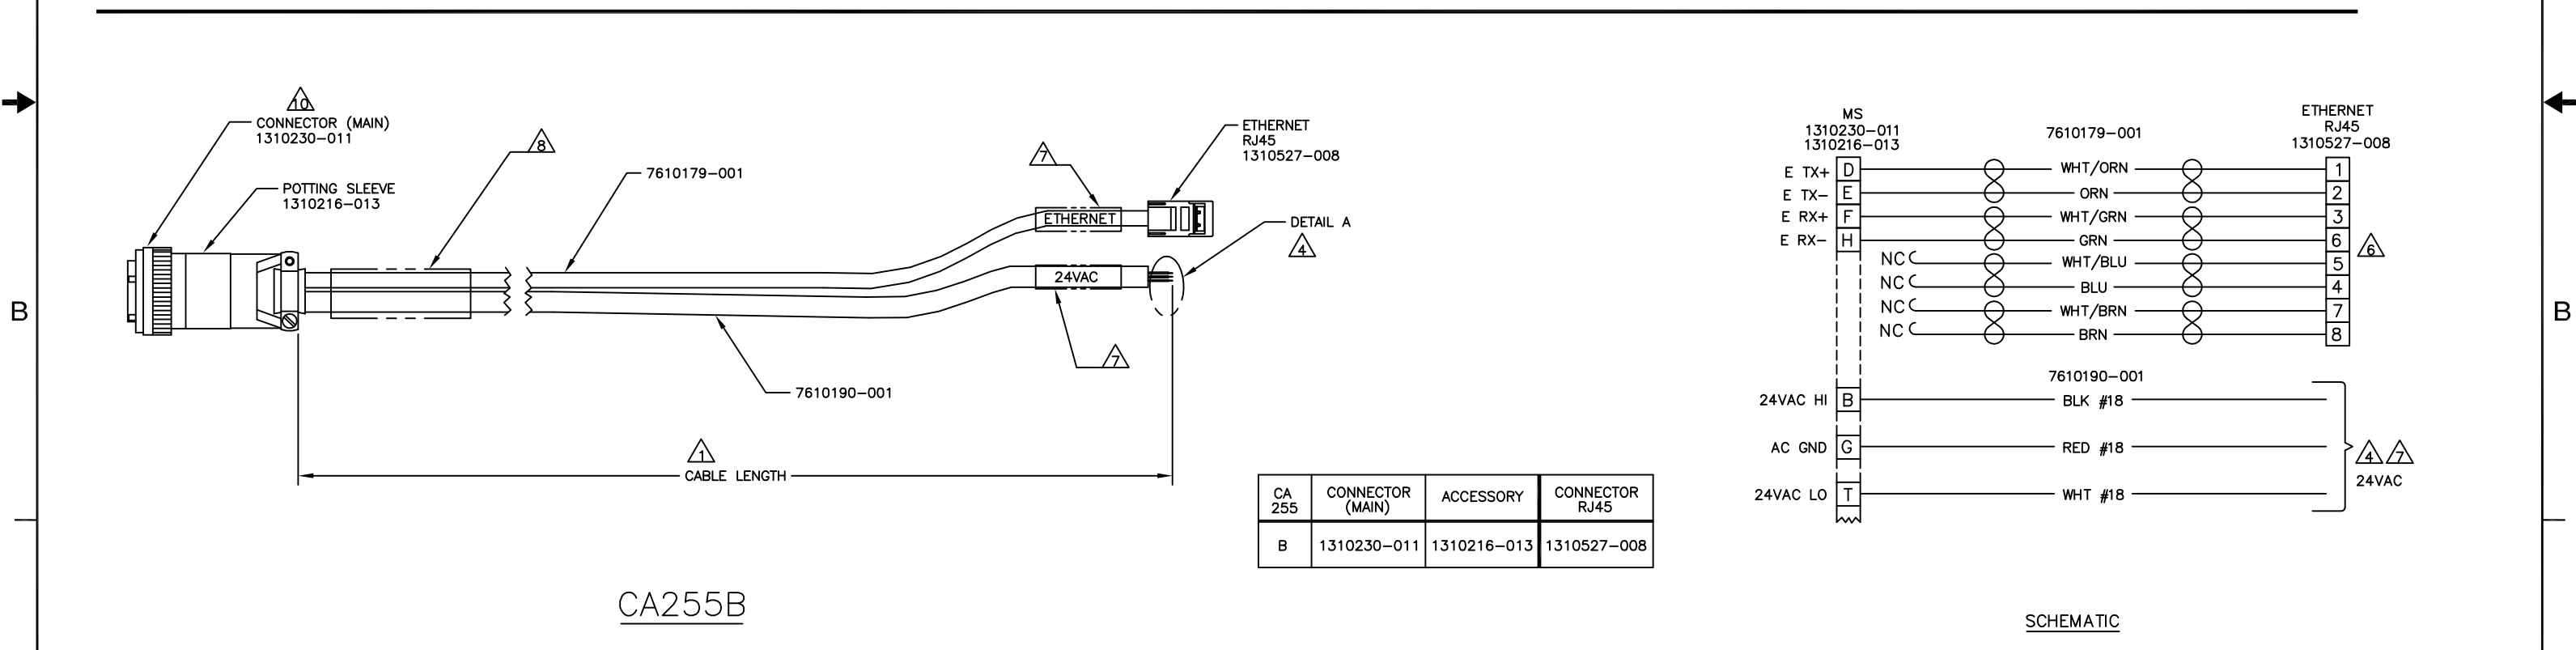 10
CONNECTOR (MAIN)
1310230-011
POTTING SLEEVE
1310216-013
8
7610179-001
7
ETHERNET
RJ45
1310527-008
ETHERNET
DETAIL A
4
24VAC
7
7610190-001
1
CABLE LENGTH
B
B
CA255B
CA
255
CONNECTOR
(MAIN)
ACCESSORY
CONNECTOR
RJ45
B
1310230-011
1310216-013
1310527-008
MS
1310230-011
1310216-013
7610179-001
ETHERNET
RJ45
1310527-008
E TX+ D WHT/ORN 1
E TX- E ORN 2
E RX+ F WHT/GRN 3
E RX- H GRN 6
6
NC WHT/BLU 5
NC BLU 4
NC WHT/BRN 7
NC BRN 8
7610190-001
24VAC HI B BLK #18
AC GND G RED #18
4 7
24VAC
24VAC LO T WHT #18
SCHEMATIC